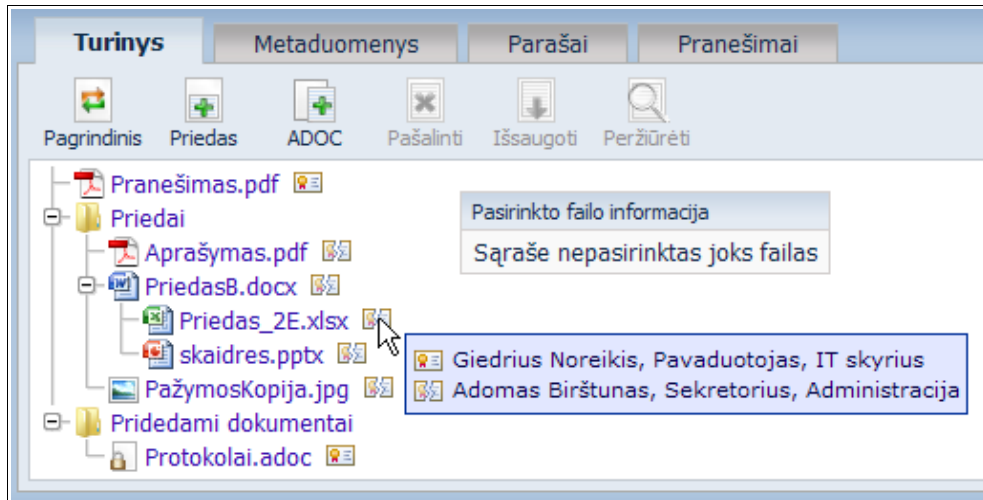 Turinys Metaduomenys Parašai Pranešimai
Pagrindinis Priedas ADOC Pašalinti Išsaugoti Peržiūrėti
Pranešimas.pdf
Priedai
Aprašymas.pdf
PriedasB.docx
Priedas_2E.xlsx
skaidres.pptx
PažymosKopija.jpg
Pridedami dokumentai
Protokolai.adoc
Pasirinkto failo informacija
Sąraše nepasirinktas joks failas
Giedrius Noreikis, Pavaduotojas, IT skyrius
Adomas Birštunas, Sekretorius, Administracija